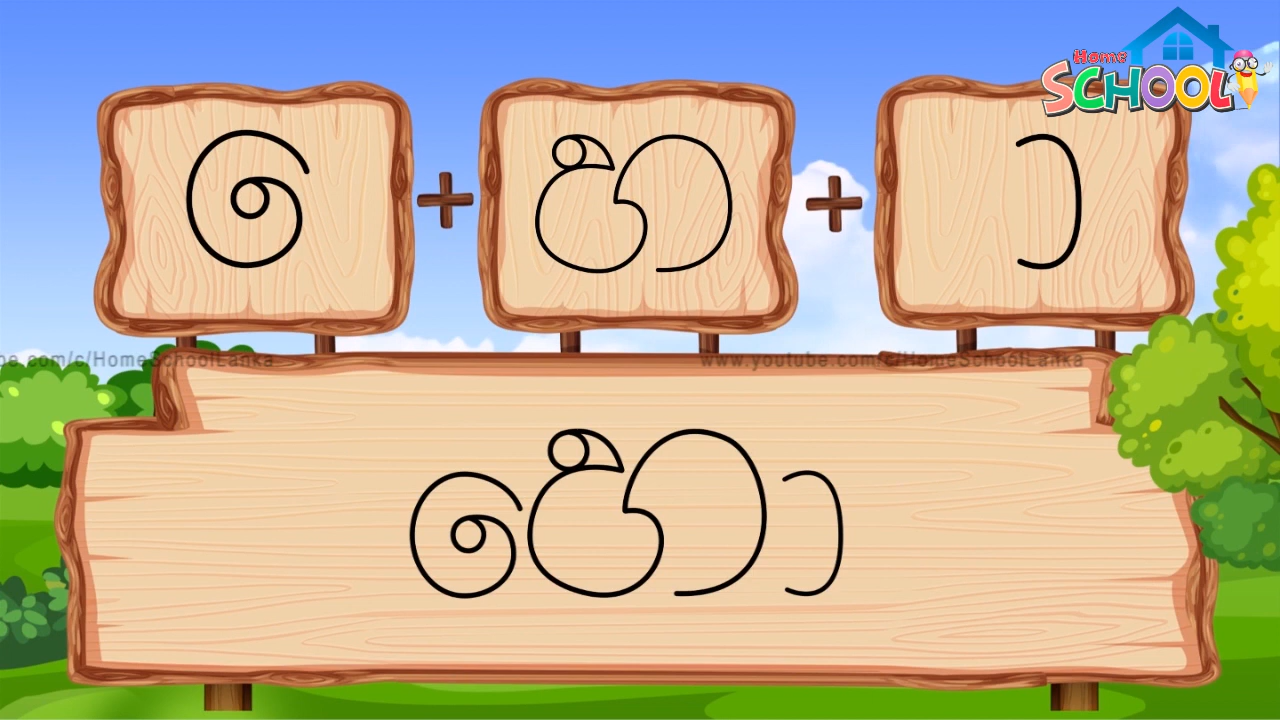 ෙ + ත + ා
තො
Home
SCHOOL
www.youtube.com/c/HomeSchoolLanka